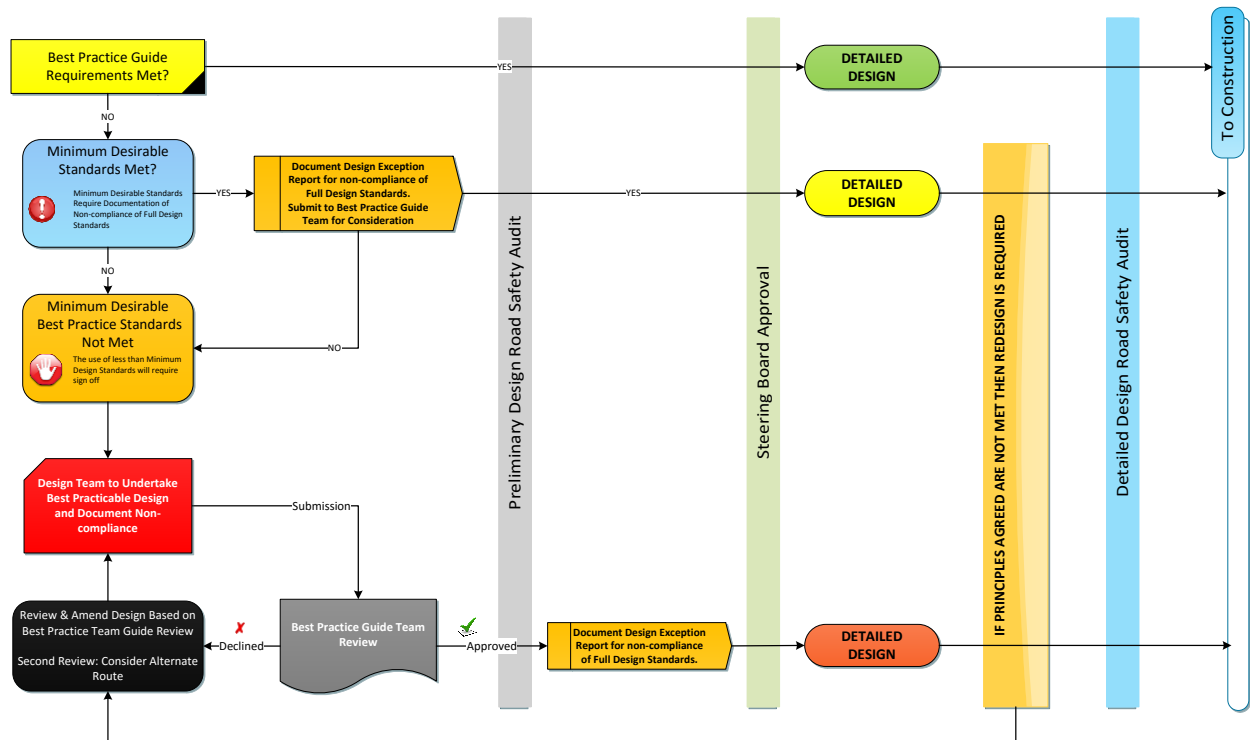 Best Practice Guide
Requirements Met?
YES
DETAILED
DESIGN
To Construction
NO
Minimum Desirable
Standards Met?
Minimum Desirable Standards
Require Documentation of
Non-compliance of Full Design
Standards
YES
Document Design Exception
Report for non-compliance of
Full Design Standards.
Submit to Best Practice Guide
Team for Consideration
YES
DETAILED
DESIGN
NO
Minimum Desirable
Best Practice Standards
Not Met
The use of less than Minimum
Design Standards will require
sign off
NO
Preliminary Design Road Safety Audit
Steering Board Approval
IF PRINCIPLES AGREED ARE NOT MET THEN REDESIGN IS REQUIRED
Detailed Design Road Safety Audit
Design Team to Undertake
Best Practicable Design
and Document Non-
compliance
Submission
Review & Amend Design Based on
Best Practice Team Guide Review
Second Review: Consider Alternate
Route
Declined
Best Practice Guide Team
Review
Approved
Document Design Exception
Report for non-compliance
of Full Design Standards.
DETAILED
DESIGN